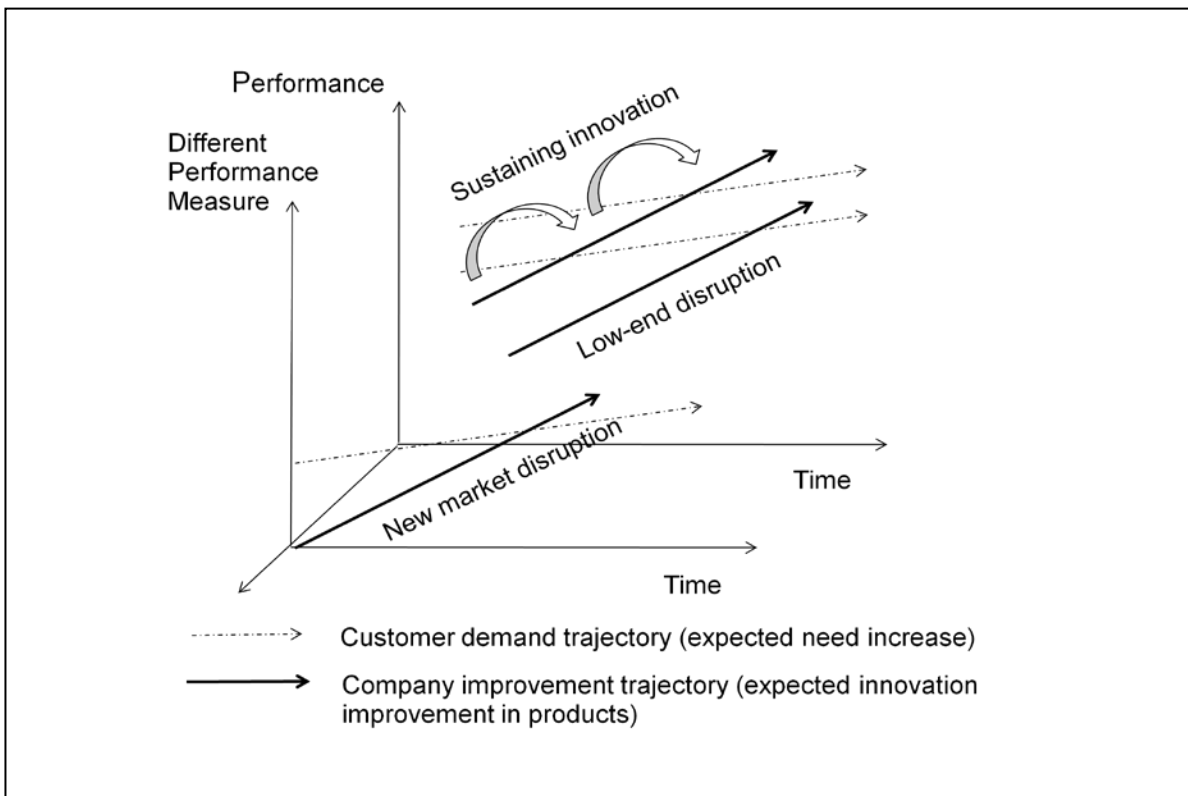 Performance
Different
Performance
Measure
Sustaining innovation
Low-end disruption
New market disruption
Time
Time
Customer demand trajectory (expected need increase)
Company improvement trajectory (expected innovation
improvement in products)